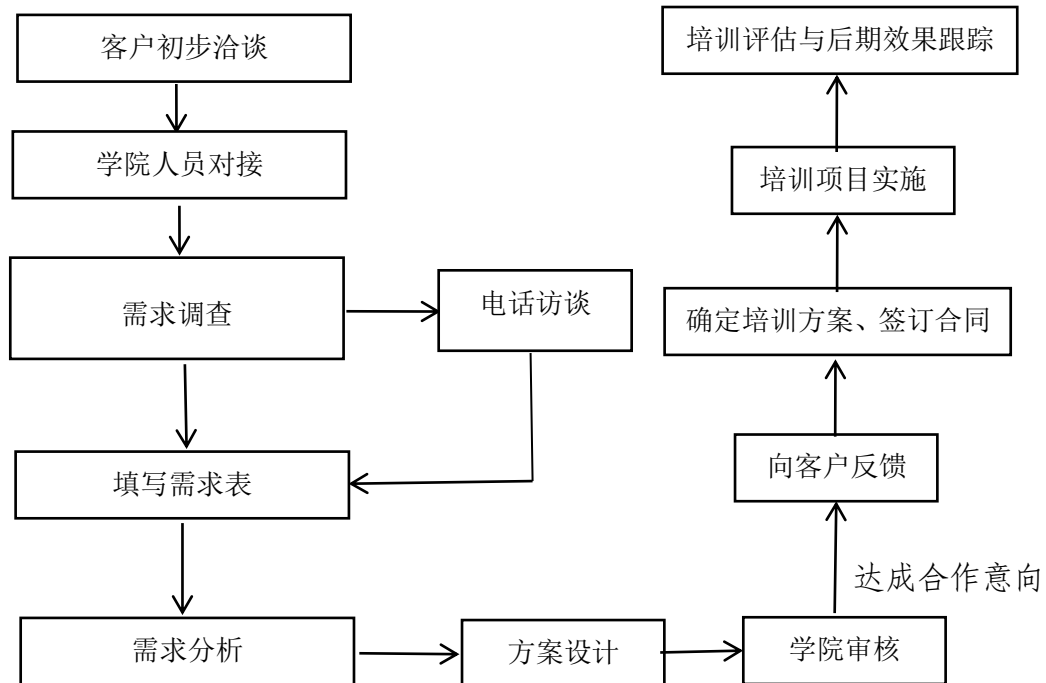 客户初步洽谈
学院人员对接
需求调查
电话访谈
填写需求表
需求分析
方案设计
学院审核
达成合作意向
向客户反馈
确定培训方案、签订合同
培训项目实施
培训评估与后期效果跟踪